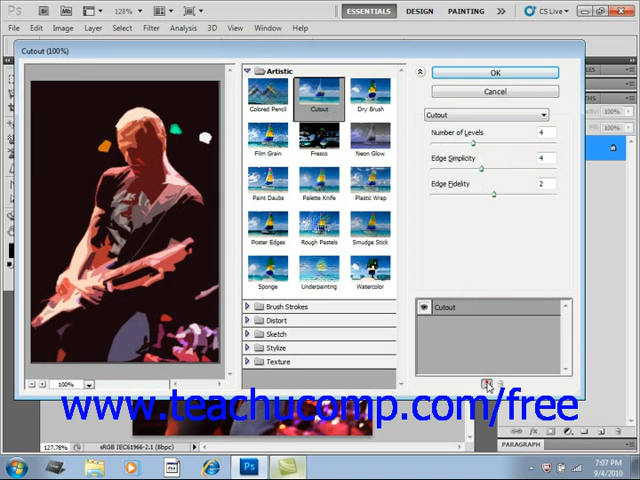 Ps
128%
ESSENTIALS
DESIGN
PAINTING
CS Live
File Edit Image Layer Select Filter Analysis 3D View Window Help
Cutout (100%)
Artistic
Colored Pencil
Cutout
Dry Brush
Film Grain
Fresco
Neon Glow
Paint Daubs
Palette Knife
Plastic Wrap
Poster Edges
Rough Pastels
Smudge Stick
Sponge
Underpainting
Watercolor
Brush Strokes
Distort
Sketch
Stylize
Texture
OK
Cancel
Cutout
Number of Levels 4
Edge Simplicity 4
Edge Fidelity 2
Cutout
100%
www.teachucomp.com/free
127.78% sRGB IEC61966-2.1 (8bpc)
PARAGRAPH
Ps
7:07 PM
9/4/2010